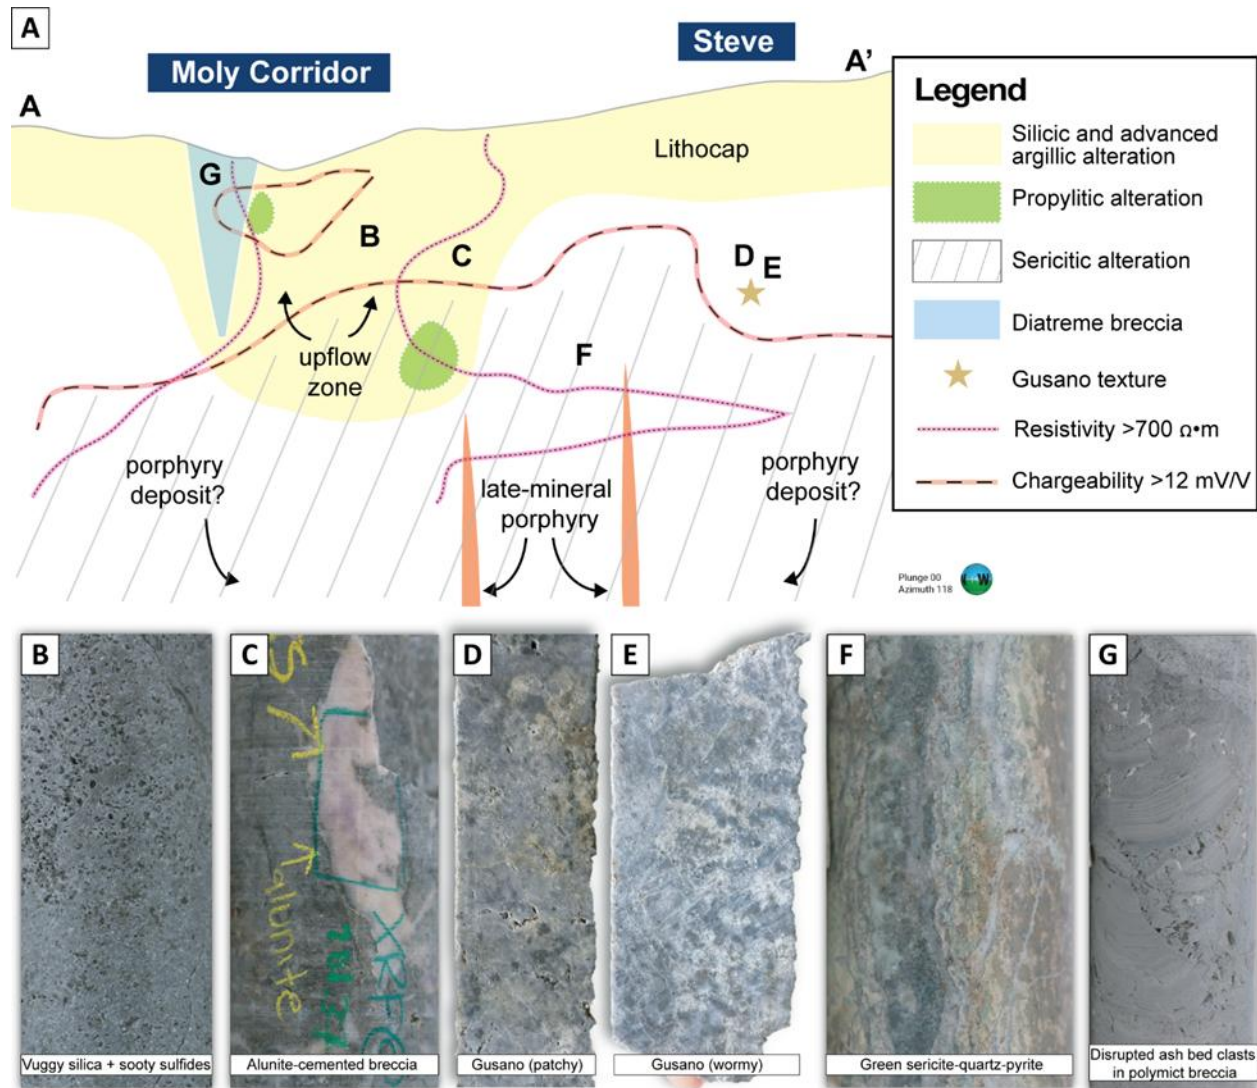 A
Moly Corridor
Steve
A
A’
G
B
C
D
E
F
Lithocap
upflow
zone
porphyry
deposit?
late-mineral
porphyry
porphyry
deposit?
Legend
Silicic and advanced
argillic alteration
Propylitic alteration
Sericitic alteration
Diatreme breccia
Gusano texture
Resistivity >700 Ω•m
Chargeability >12 mV/V
Plunge 00
Azimuth 118
W
B
Vuggy silica + sooty sulfides
C
alunite
XRF
Alunite-cemented breccia
D
Gusano (patchy)
E
Gusano (wormy)
F
Green sericite-quartz-pyrite
G
Disrupted ash bed clasts
in polymict breccia